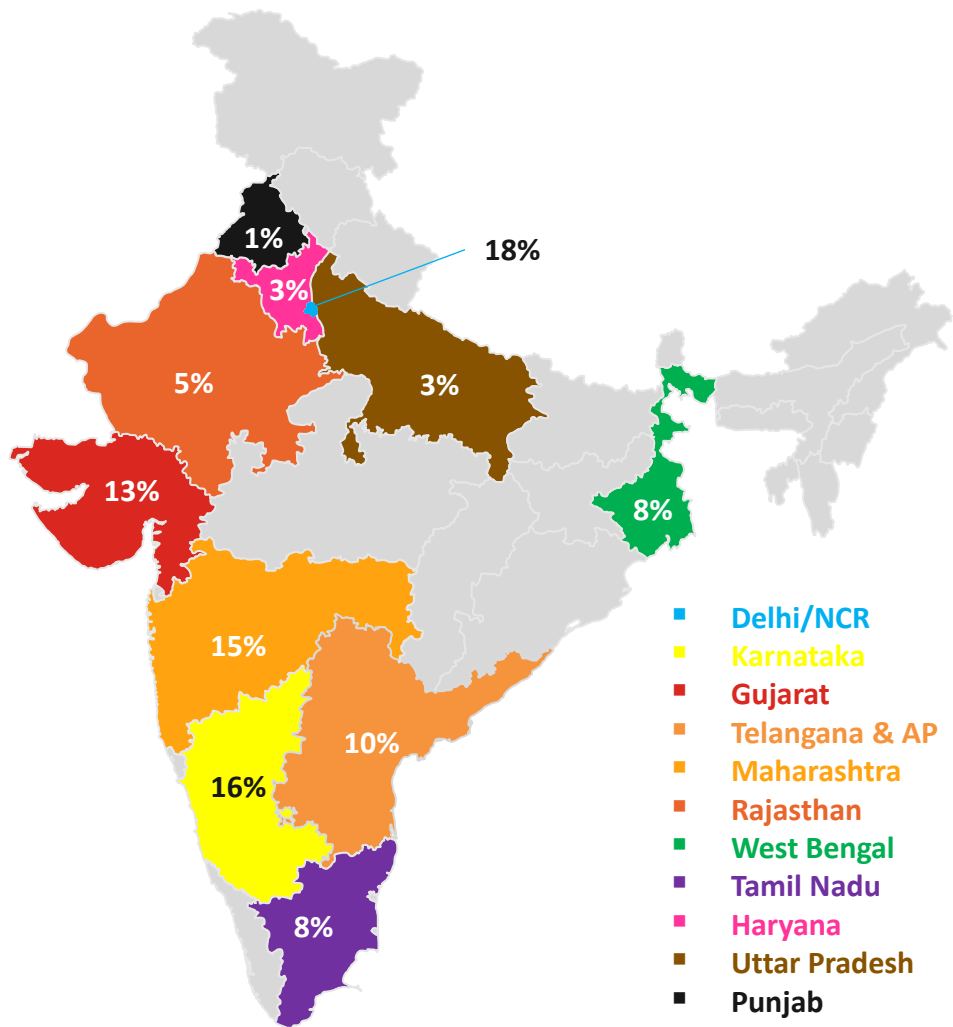 1%
18%
3%
5%
3%
13%
8%
15%
10%
16%
8%
Delhi/NCR
Karnataka
Gujarat
Telangana & AP
Maharashtra
Rajasthan
West Bengal
Tamil Nadu
Haryana
Uttar Pradesh
Punjab